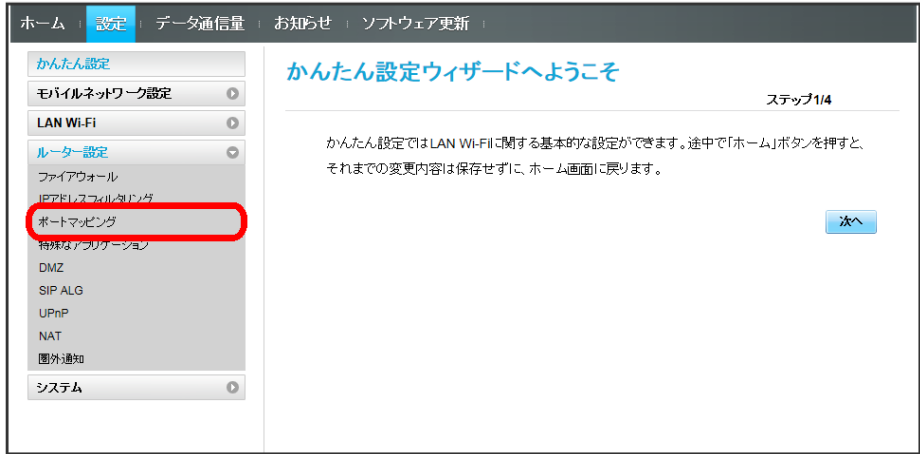 ホーム 設定 データ通信量 お知らせ ソフトウェア更新
かんたん設定
モバイルネットワーク設定
LAN Wi-Fi
ルーター設定
ファイアウォール
IPアドレスフィルタリング
ポートマッピング
特殊なアプリケーション
DMZ
SIP ALG
UPnP
NAT
圏外通知
システム
かんたん設定ウィザードへようこそ
ステップ1/4
かんたん設定ではLAN Wi-Fiに関する基本的な設定ができます。途中で「ホーム」ボタンを押すと、
それまでの変更内容は保存せずに、ホーム画面に戻ります。
次へ